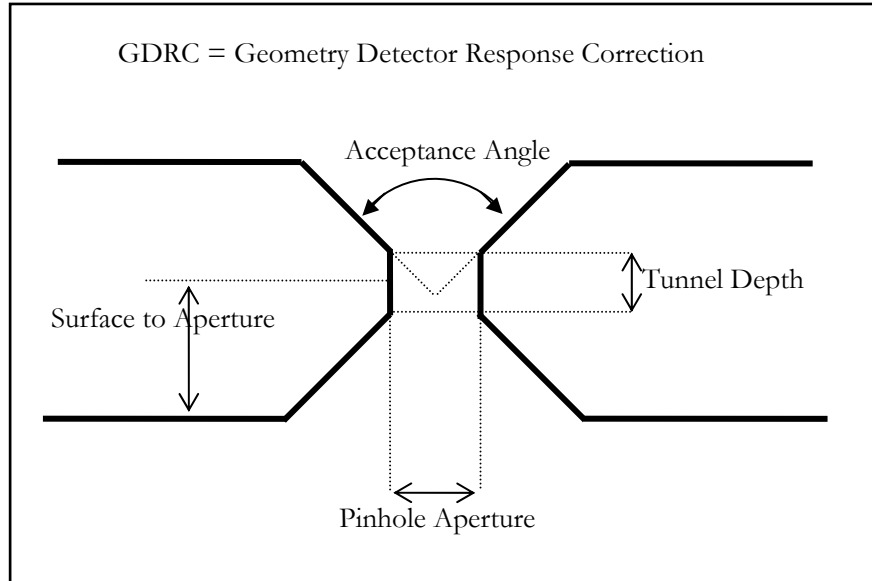 GDRC = Geometry Detector Response Correction
Acceptance Angle
Tunnel Depth
Surface to Aperture
Pinhole Aperture